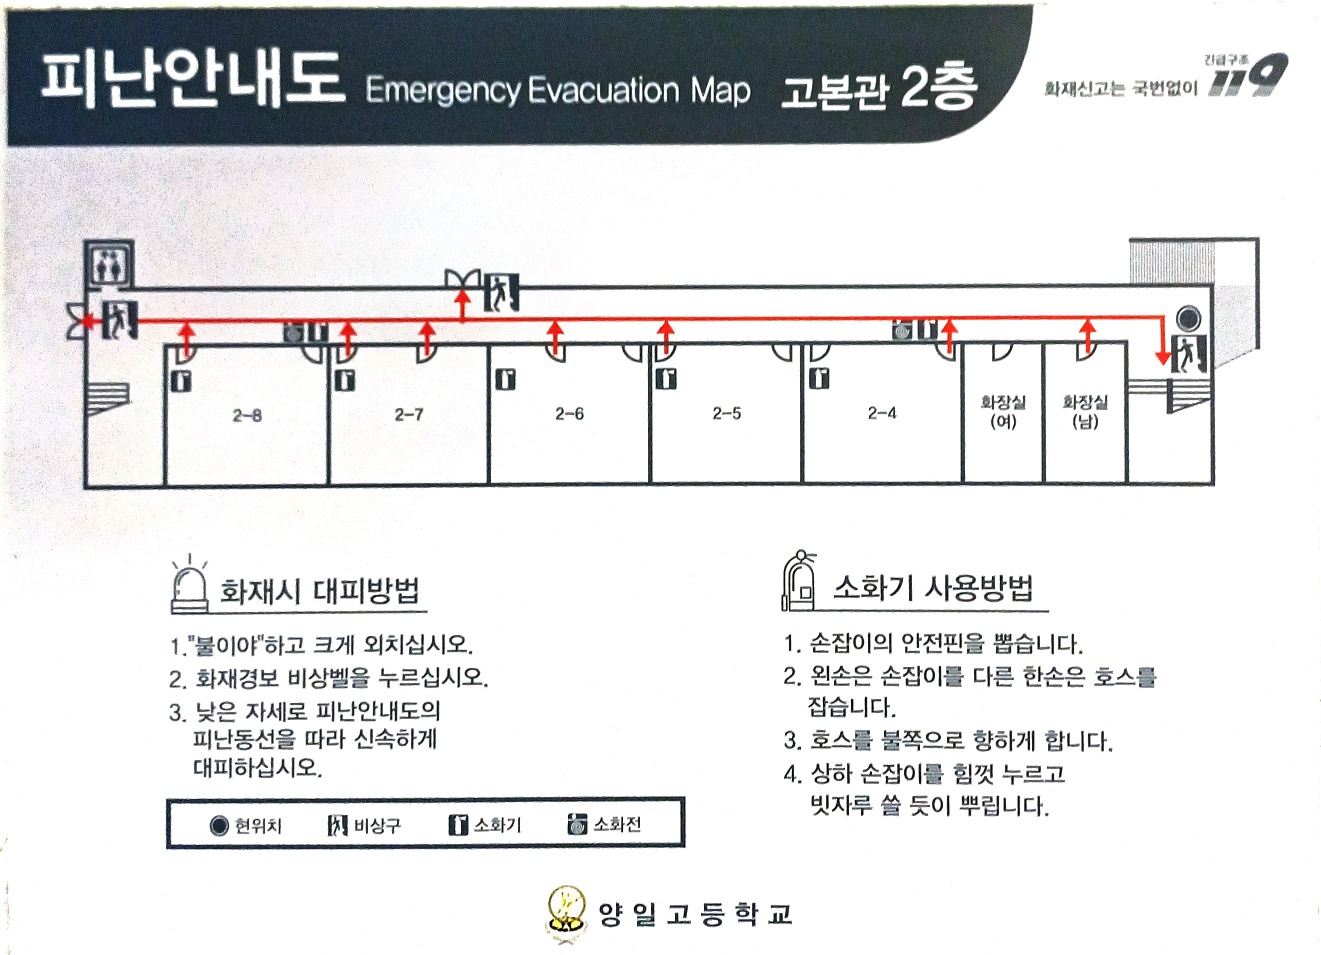 피난안내도 Emergency Evacuation Map 고본관 2층
화재신고는 국번없이 긴급구조 119
2-8
2-7
2-6
2-5
2-4
화장실
(여)
화장실
(남)
화재시 대피방법
1."불이야"하고 크게 외치십시오.
2. 화재경보 비상벨을 누르십시오.
3. 낮은 자세로 피난안내도의
피난동선을 따라 신속하게
대피하십시오.
소화기 사용방법
1. 손잡이의 안전핀을 뽑습니다.
2. 왼손은 손잡이를 다른 한손은 호스를
잡습니다.
3. 호스를 불쪽으로 향하게 합니다.
4. 상하 손잡이를 힘껏 누르고
빗자루 쓸 듯이 뿌립니다.
현위치 비상구 소화기 소화전
양일고등학교